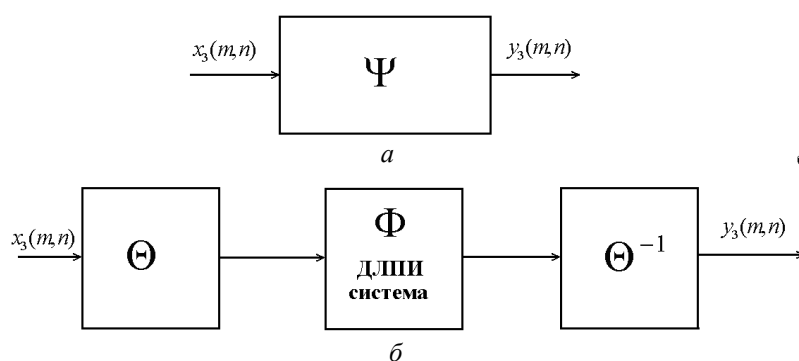 x₃(m,n)
Ψ
y₃(m,n)
а
x₃(m,n)
Θ
Φ
ДЛПИ
система
Θ⁻¹
y₃(m,n)
б